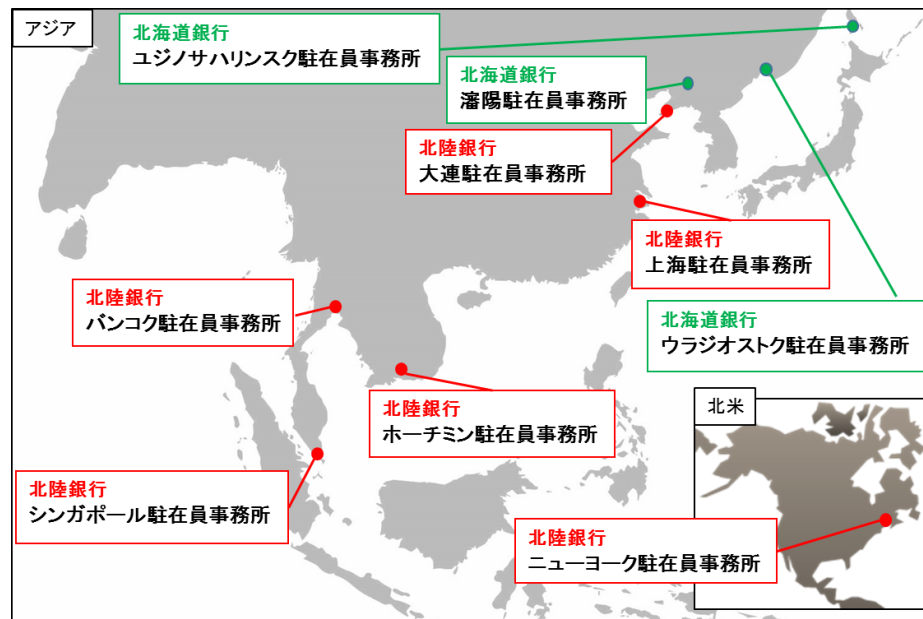 アジア
北海道銀行
ユジノサハリンスク駐在員事務所
北海道銀行
瀋陽駐在員事務所
北陸銀行
大連駐在員事務所
北陸銀行
上海駐在員事務所
北陸銀行
バンコク駐在員事務所
北海道銀行
ウラジオストク駐在員事務所
北陸銀行
ホーチミン駐在員事務所
北米
北陸銀行
シンガポール駐在員事務所
北陸銀行
ニューヨーク駐在員事務所